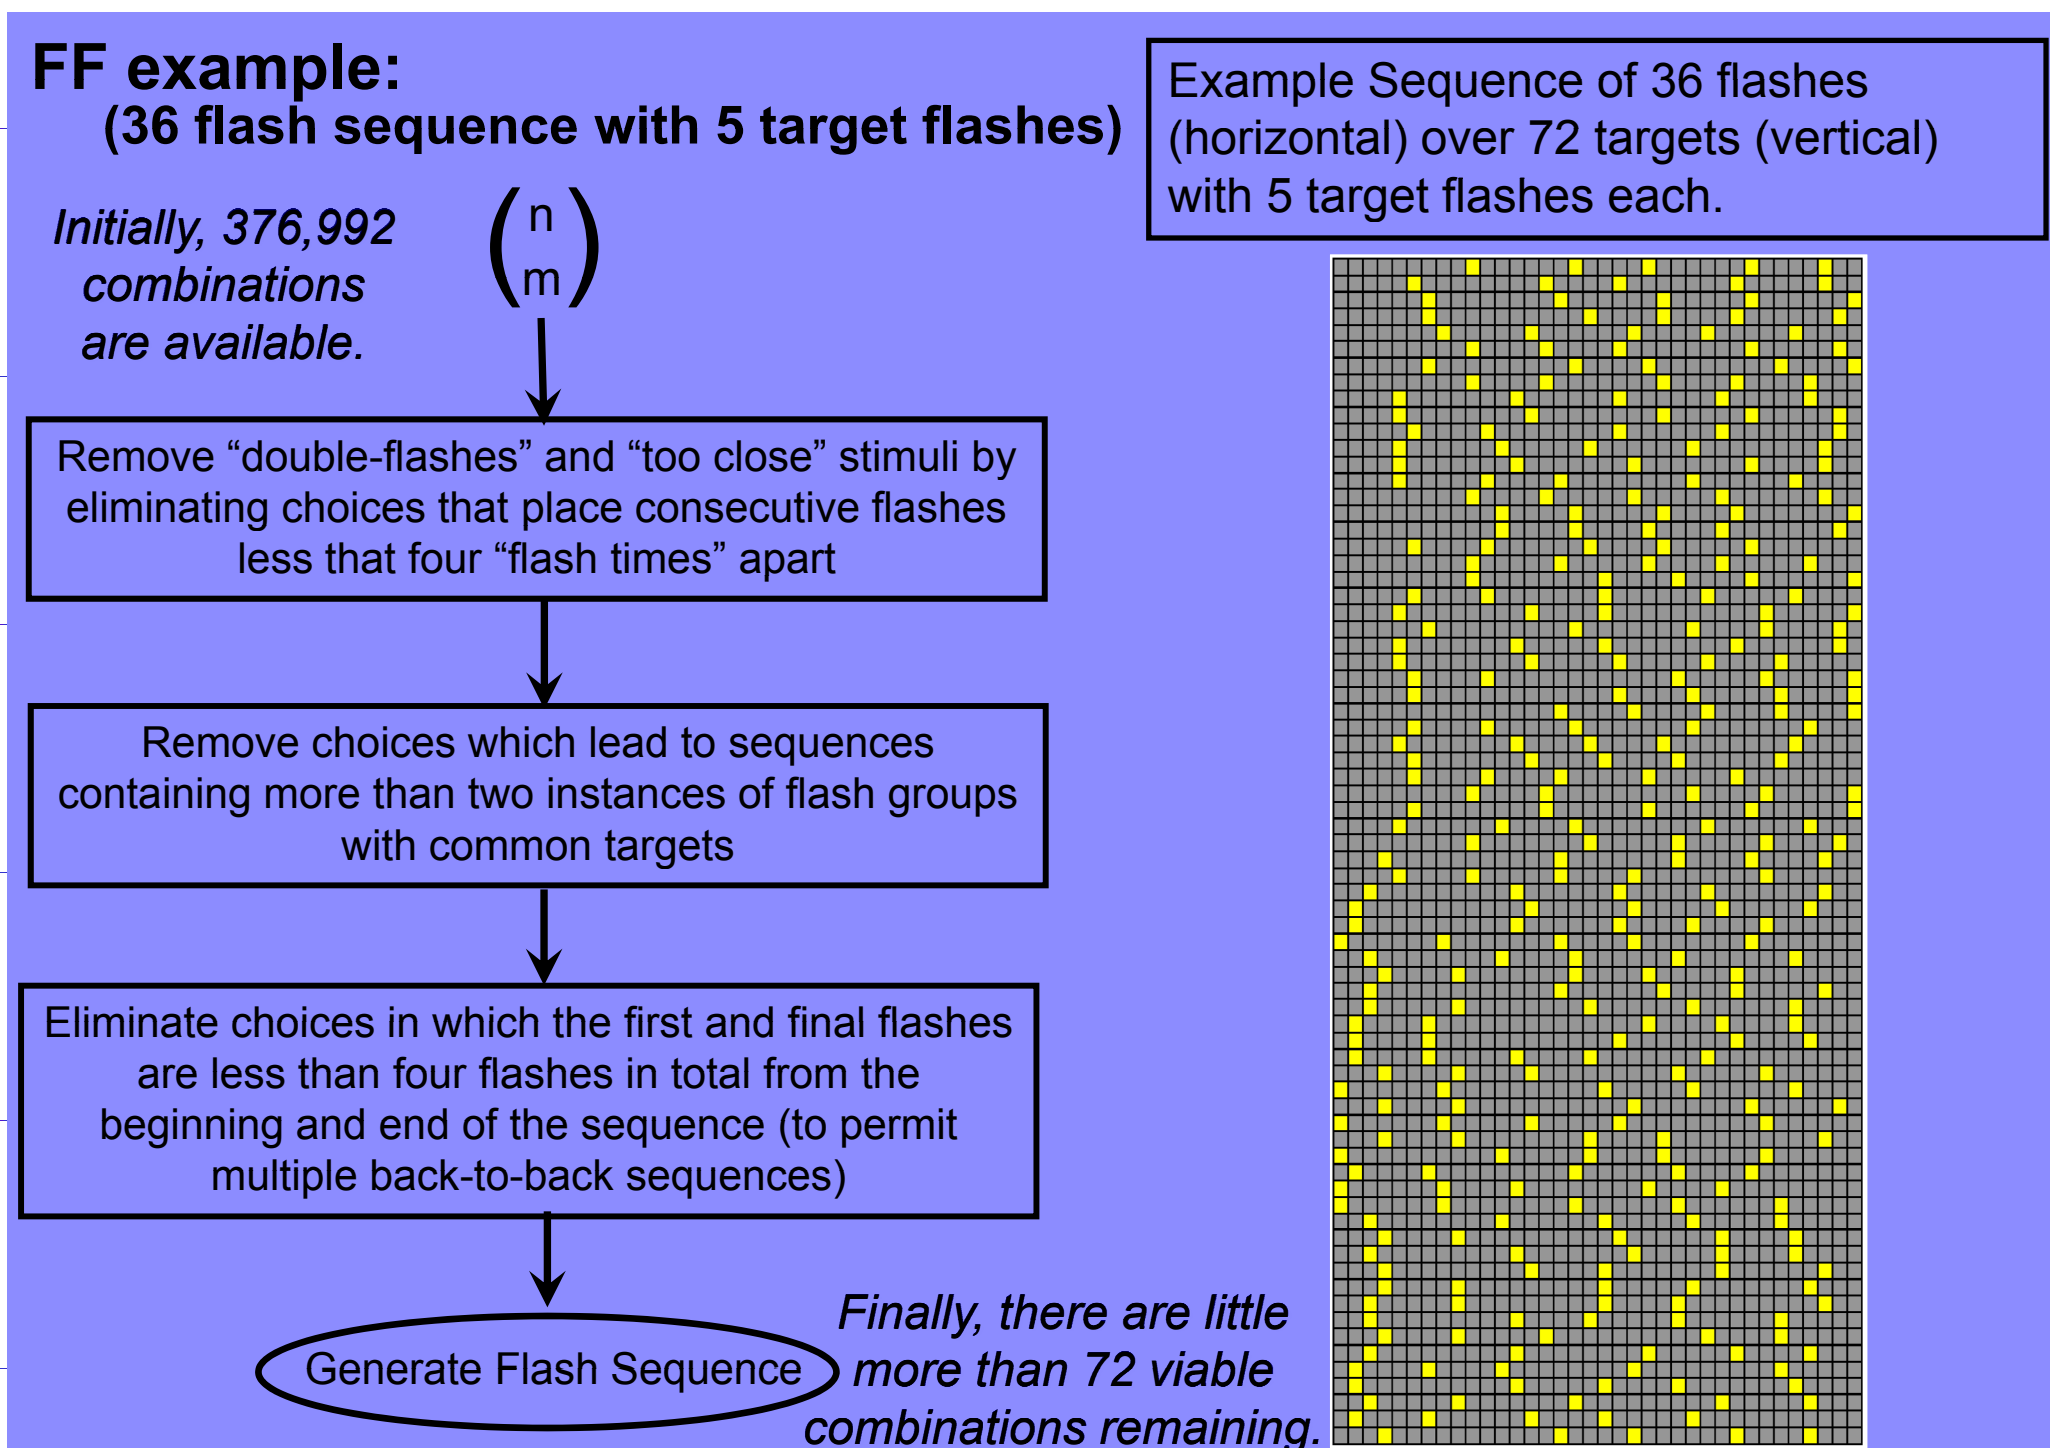 FF example:
(36 flash sequence with 5 target flashes)
Initially, 376,992
combinations
are available.
(n
m)
Remove “double-flashes” and “too close” stimuli by
eliminating choices that place consecutive flashes
less that four “flash times” apart
Remove choices which lead to sequences
containing more than two instances of flash groups
with common targets
Eliminate choices in which the first and final flashes
are less than four flashes in total from the
beginning and end of the sequence (to permit
multiple back-to-back sequences)
Generate Flash Sequence
Finally, there are little
more than 72 viable
combinations remaining.
Example Sequence of 36 flashes
(horizontal) over 72 targets (vertical)
with 5 target flashes each.